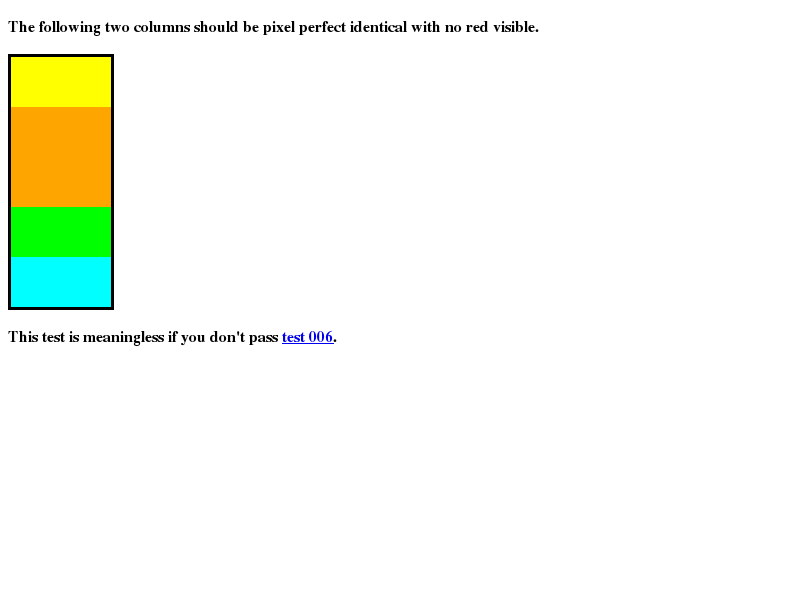 The following two columns should be pixel perfect identical with no red visible.
This test is meaningless if you don't pass test 006.